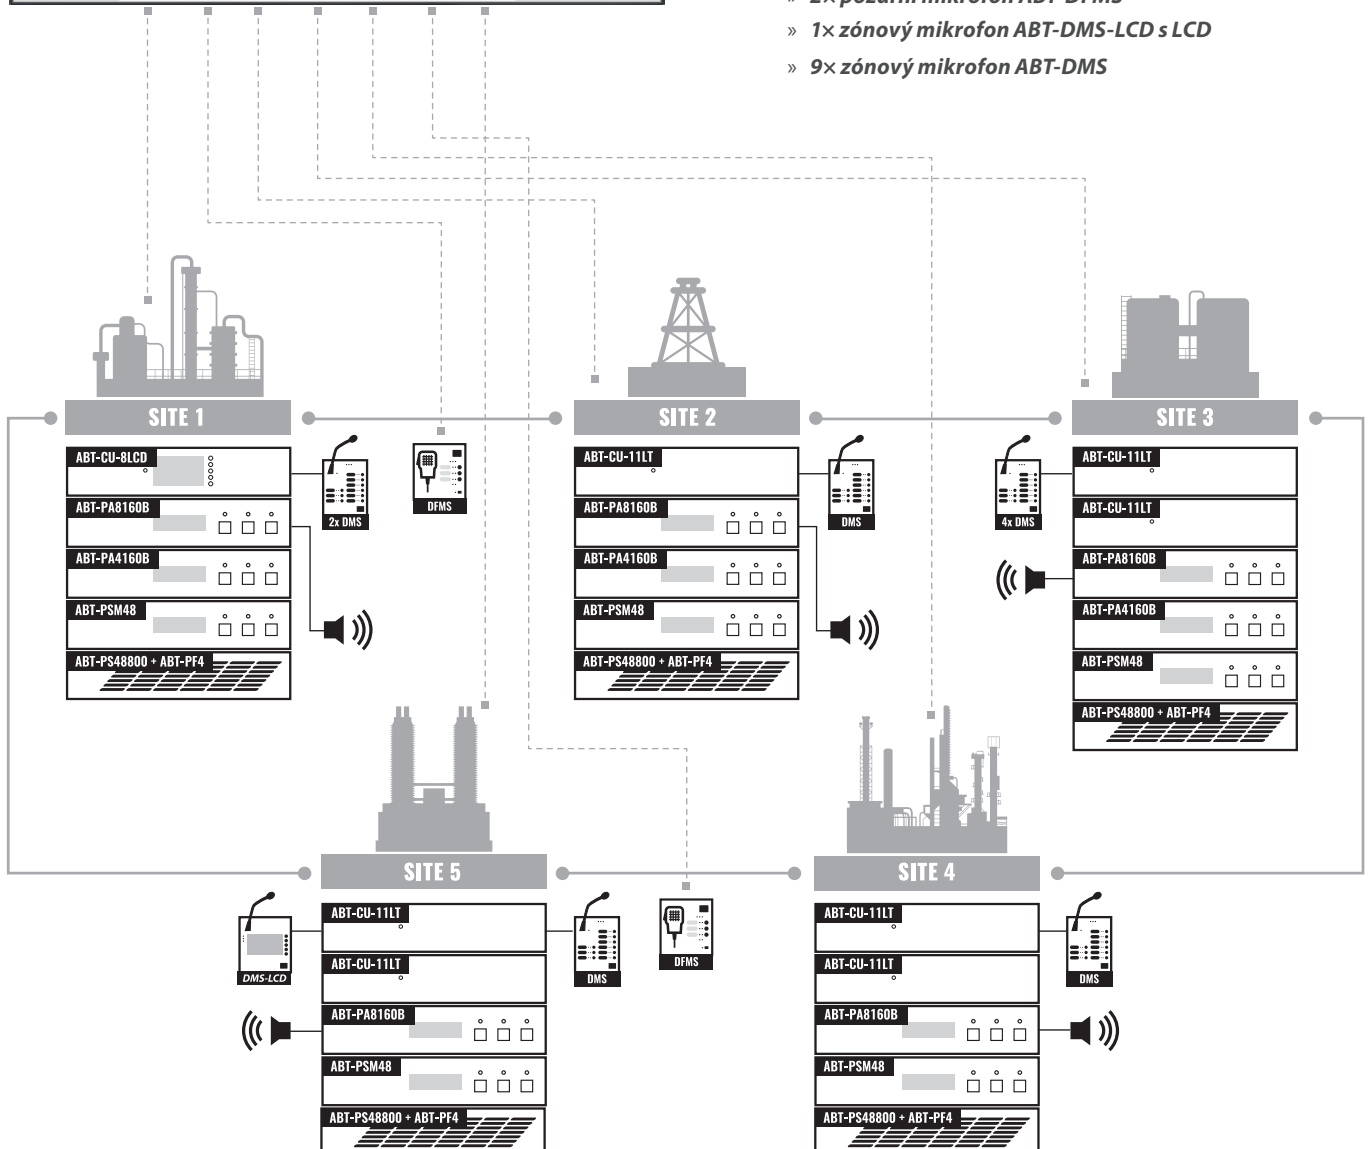 » 2× požární mikrofon ABT-DFMS
» 1× zónový mikrofon ABT-DMS-LCD s LCD
» 9× zónový mikrofon ABT-DMS
SITE 1
ABT-CU-8LCD
2x DMS
DFMS
ABT-PA8160B
ABT-PA4160B
ABT-PSM48
ABT-PS48800 + ABT-PF4
SITE 2
ABT-CU-11LT
DMS
ABT-PA8160B
ABT-PA4160B
ABT-PSM48
ABT-PS48800 + ABT-PF4
SITE 3
ABT-CU-11LT
4x DMS
ABT-CU-11LT
ABT-PA8160B
ABT-PA4160B
ABT-PSM48
ABT-PS48800 + ABT-PF4
SITE 5
ABT-CU-11LT
DMS-LCD
DMS
DFMS
ABT-CU-11LT
ABT-PA8160B
ABT-PSM48
ABT-PS48800 + ABT-PF4
SITE 4
ABT-CU-11LT
DMS
ABT-CU-11LT
ABT-PA8160B
ABT-PSM48
ABT-PS48800 + ABT-PF4